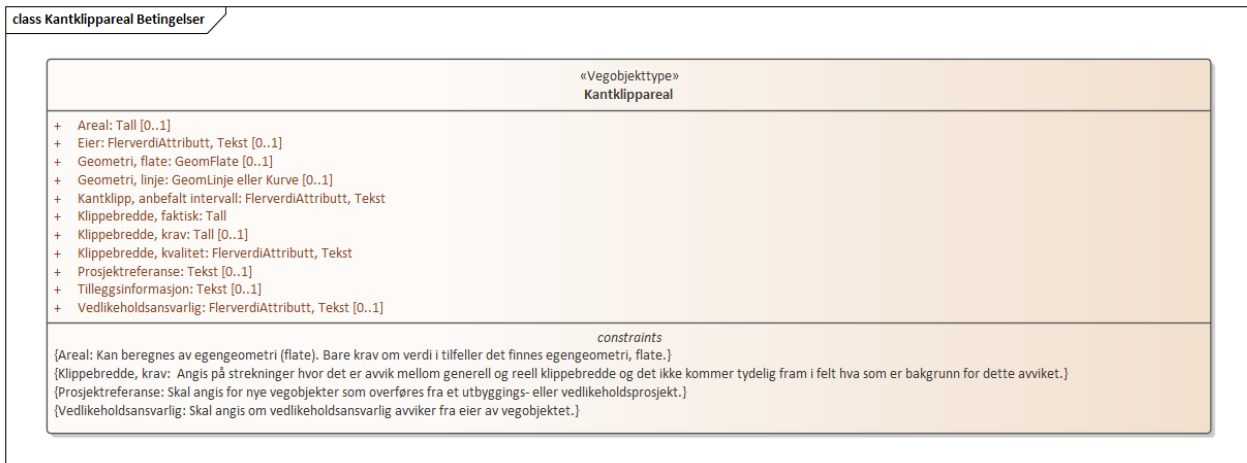 class Kantklippareal Betingelser
«Vegobjekttype»
Kantklippareal
+ Areal: Tall [0..1]
+ Eier: FlerverdiAttributt, Tekst [0..1]
+ Geometri, flate: GeomFlate [0..1]
+ Geometri, linje: GeomLinje eller Kurve [0..1]
+ Kantklipp, anbefalt intervall: FlerverdiAttributt, Tekst
+ Klippebredde, faktisk: Tall
+ Klippebredde, krav: Tall [0..1]
+ Klippebredde, kvalitet: FlerverdiAttributt, Tekst
+ Prosjektreferanse: Tekst [0..1]
+ Tilleggsinformasjon: Tekst [0..1]
+ Vedlikeholdsansvarlig: FlerverdiAttributt, Tekst [0..1]
constraints
{Areal: Kan beregnes av egengeometri (flate). Bare krav om verdi i tilfeller det finnes egengeometri, flate.}
{Klippebredde, krav:  Angis på strekninger hvor det er avvik mellom generell og reell klippebredde og det ikke kommer tydelig fram i felt hva som er bakgrunn for dette avviket.}
{Prosjektreferanse: Skal angis for nye vegobjekter som overføres fra et utbyggings- eller vedlikeholdsprosjekt.}
{Vedlikeholdsansvarlig: Skal angis om vedlikeholdsansvarlig avviker fra eier av vegobjektet.}